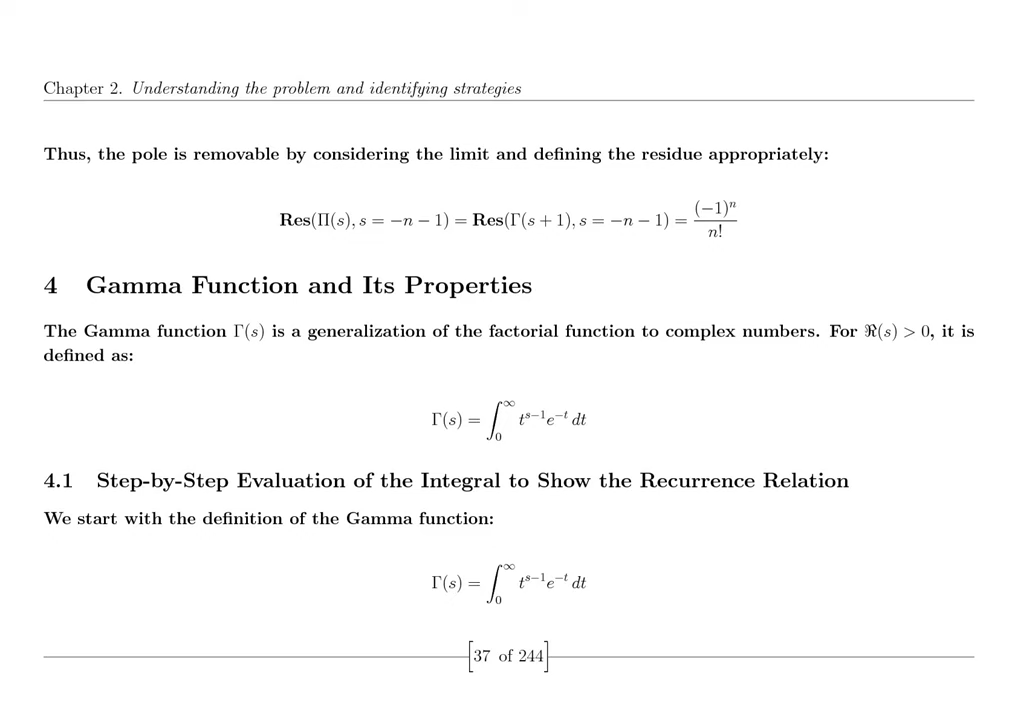 Chapter 2. Understanding the problem and identifying strategies
Thus, the pole is removable by considering the limit and defining the residue appropriately:
Res(Π(s), s = −n − 1) = Res(Γ(s + 1), s = −n − 1) = (−1)ⁿ / n!
4 Gamma Function and Its Properties
The Gamma function Γ(s) is a generalization of the factorial function to complex numbers. For ℜ(s) > 0, it is
defined as:
Γ(s) = ∫₀^∞ t^{s−1} e^{−t} dt
4.1 Step-by-Step Evaluation of the Integral to Show the Recurrence Relation
We start with the definition of the Gamma function:
Γ(s) = ∫₀^∞ t^{s−1} e^{−t} dt
[37 of 244]